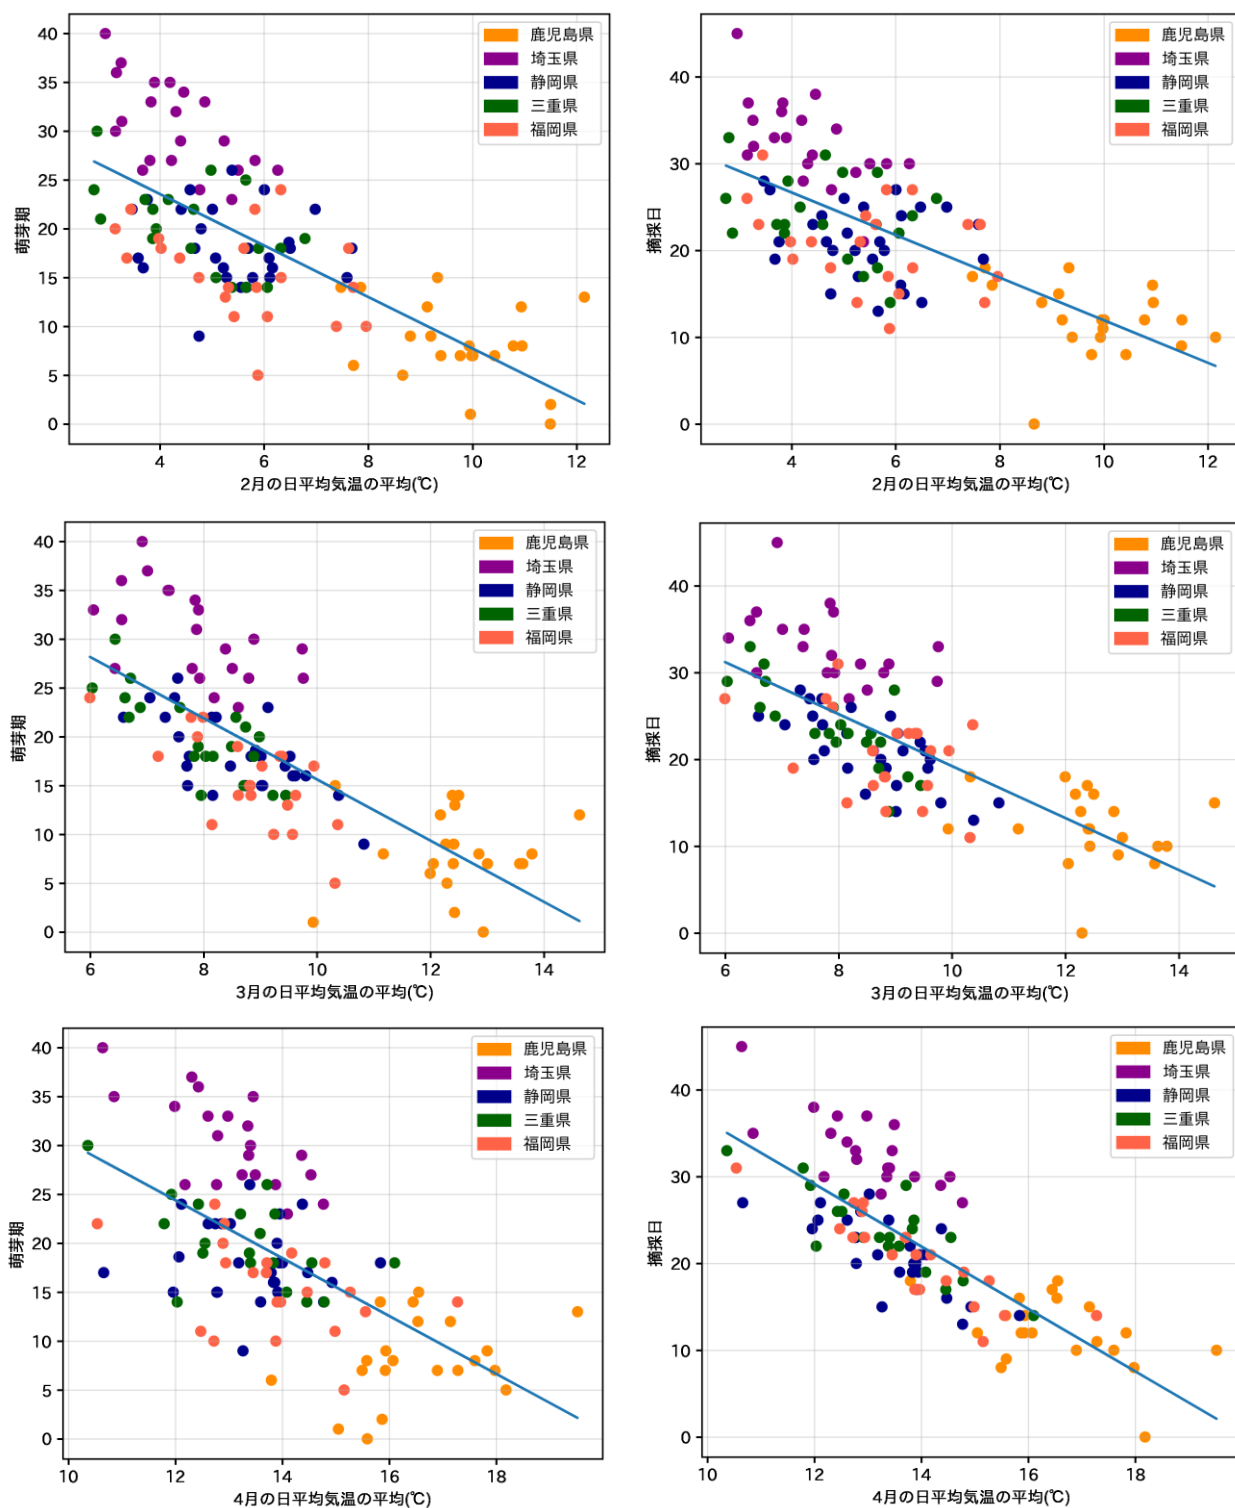 40
35
30
25
20
15
10
5
0
萌芽期
鹿児島県
埼玉県
静岡県
三重県
福岡県
4 6 8 10 12
2月の日平均気温の平均(℃)
40
30
20
10
0
摘採日
鹿児島県
埼玉県
静岡県
三重県
福岡県
4 6 8 10 12
2月の日平均気温の平均(℃)
40
35
30
25
20
15
10
5
0
萌芽期
鹿児島県
埼玉県
静岡県
三重県
福岡県
6 8 10 12 14
3月の日平均気温の平均(℃)
40
30
20
10
0
摘採日
鹿児島県
埼玉県
静岡県
三重県
福岡県
6 8 10 12 14
3月の日平均気温の平均(℃)
40
35
30
25
20
15
10
5
0
萌芽期
鹿児島県
埼玉県
静岡県
三重県
福岡県
10 12 14 16 18
4月の日平均気温の平均(℃)
40
30
20
10
0
摘採日
鹿児島県
埼玉県
静岡県
三重県
福岡県
10 12 14 16 18
4月の日平均気温の平均(℃)